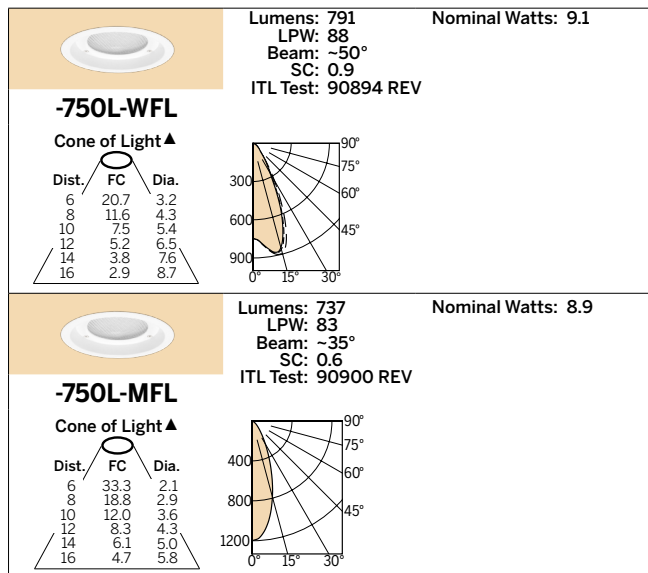 Lumens: 791
LPW: 88
Beam: ~50°
SC: 0.9
ITL Test: 90894 REV
Nominal Watts: 9.1
-750L-WFL
Cone of Light▲
Dist. FC Dia.
6 20.7 3.2
8 11.6 4.3
10 7.5 5.4
12 5.2 6.5
14 3.8 7.6
16 2.9 8.7
90°
75°
300
60°
600
45°
900
0° 15° 30°
Lumens: 737
LPW: 83
Beam: ~35°
SC: 0.6
ITL Test: 90900 REV
Nominal Watts: 8.9
-750L-MFL
Cone of Light▲
Dist. FC Dia.
6 33.3 2.1
8 18.8 2.9
10 12.0 3.6
12 8.3 4.3
14 6.1 5.0
16 4.7 5.8
90°
75°
400
60°
800
45°
1200
0° 15° 30°